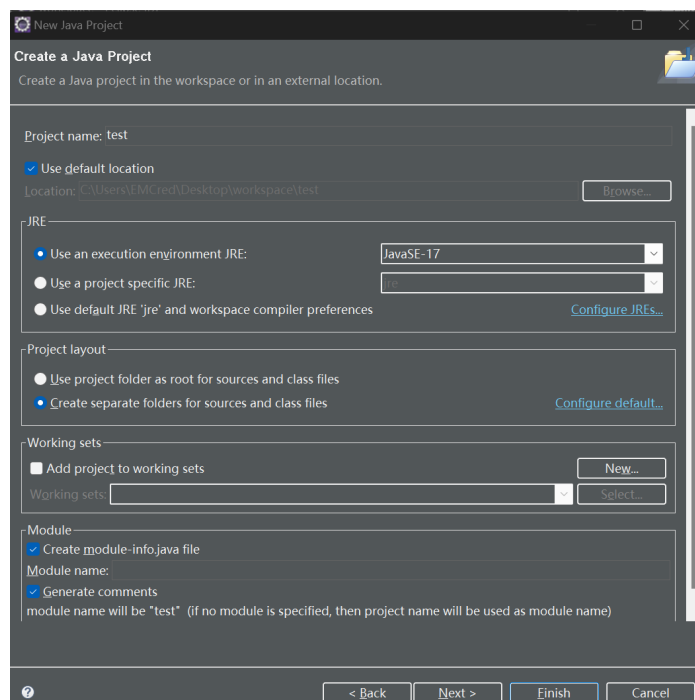 New Java Project
Create a Java Project
Create a Java project in the workspace or in an external location.
Project name: test
Use default location
Location: C:\Users\EMCred\Desktop\workspace\test Browse...
JRE
Use an execution environment JRE: JavaSE-17
Use a project specific JRE: jre
Use default JRE 'jre' and workspace compiler preferences Configure JREs...
Project layout
Use project folder as root for sources and class files
Create separate folders for sources and class files Configure default...
Working sets
Add project to working sets New...
Working sets: Select...
Module
Create module-info.java file
Module name:
Generate comments
module name will be "test" (if no module is specified, then project name will be used as module name)
< Back Next > Finish Cancel